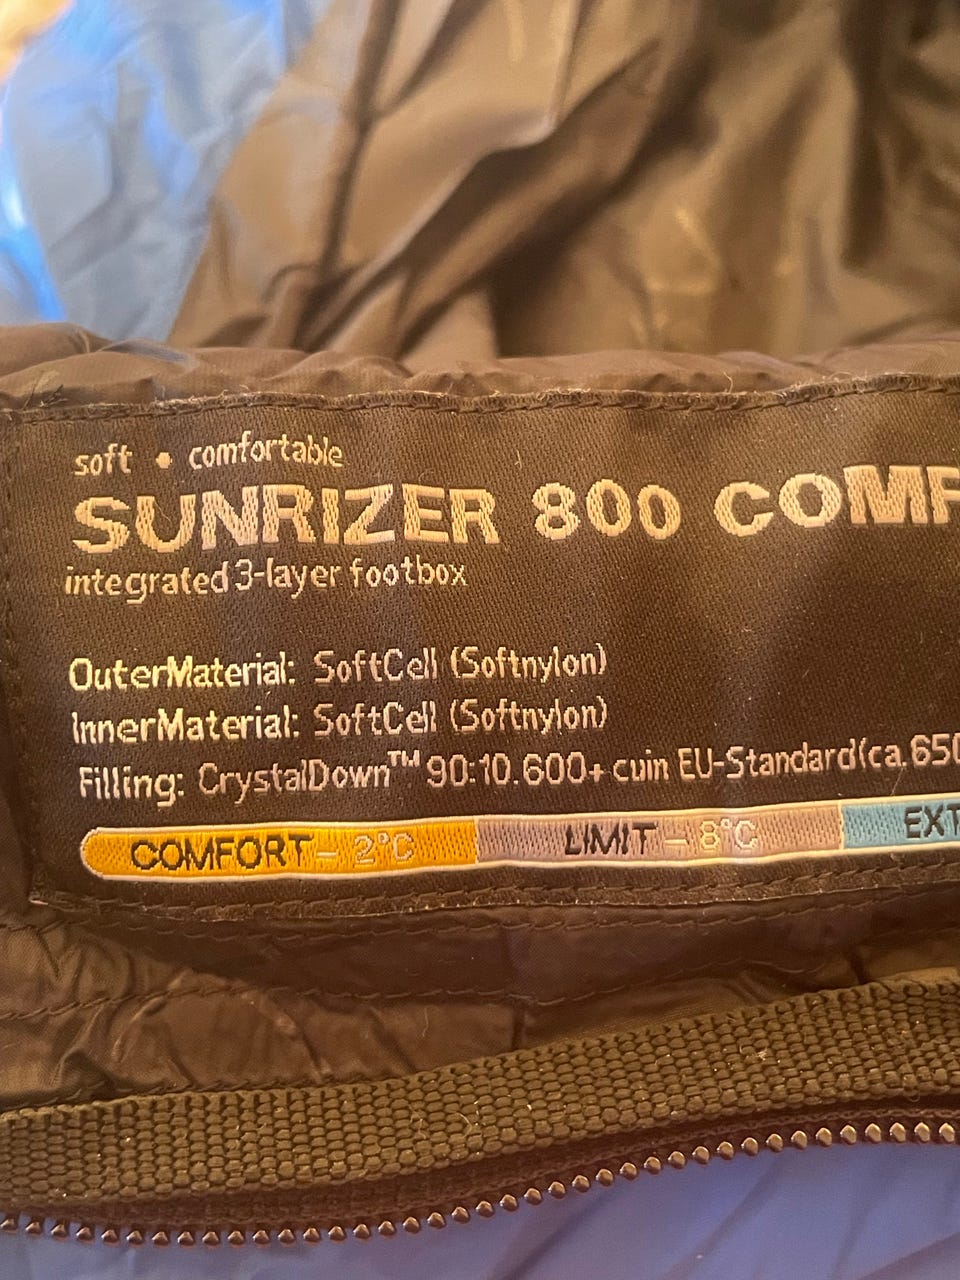 soft • comfortable
SUNRIZER 800 COMF
integrated 3-layer footbox
OuterMaterial: SoftCell (Softnylon)
InnerMaterial: SoftCell (Softnylon)
Filling: CrystalDown™ 90:10.600+ cuin EU-Standard(ca.650
COMFORT – 2°C LIMIT – 8°C EXT